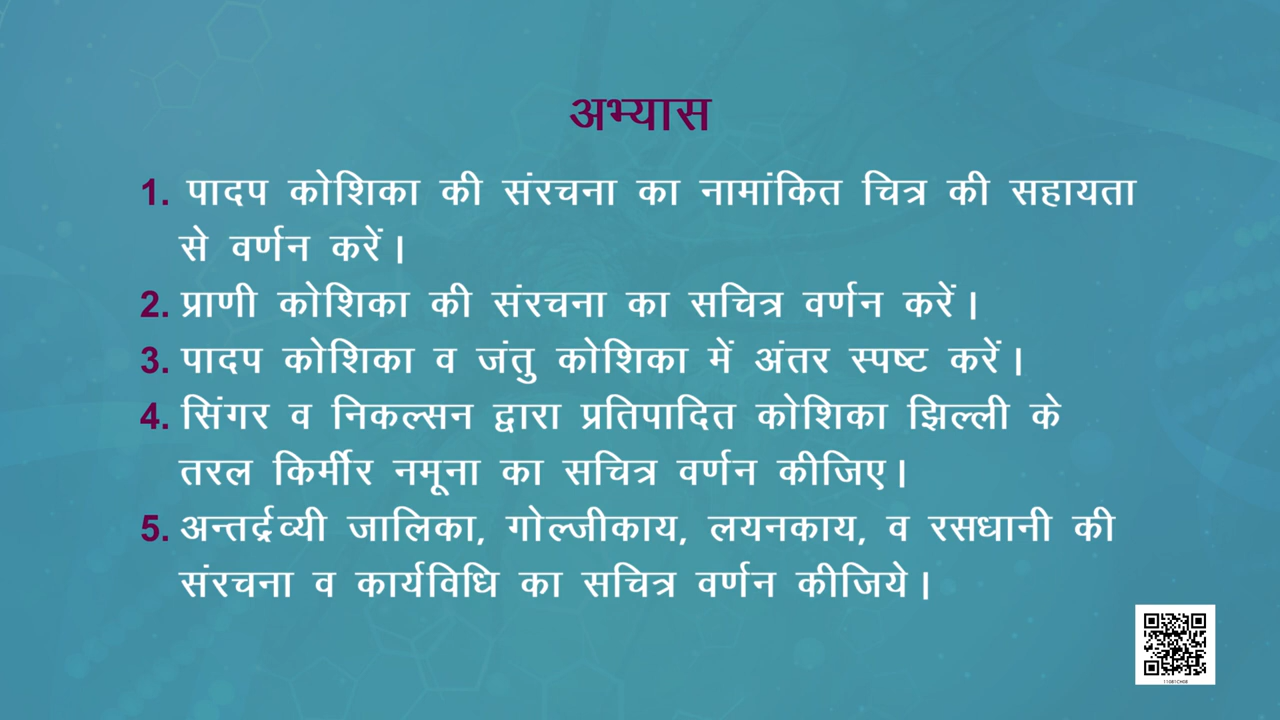 अभ्यास
1. पादप कोशिका की संरचना का नामांकित चित्र की सहायता
से वर्णन करें।
2. प्राणी कोशिका की संरचना का सचित्र वर्णन करें।
3. पादप कोशिका व जंतु कोशिका में अंतर स्पष्ट करें।
4. सिंगर व निकल्सन द्वारा प्रतिपादित कोशिका झिल्ली के
तरल किर्मीर नमूना का सचित्र वर्णन कीजिए।
5. अन्तर्द्रव्यी जालिका, गोल्जीकाय, लयनकाय, व रसधानी की
संरचना व कार्यविधि का सचित्र वर्णन कीजिये।